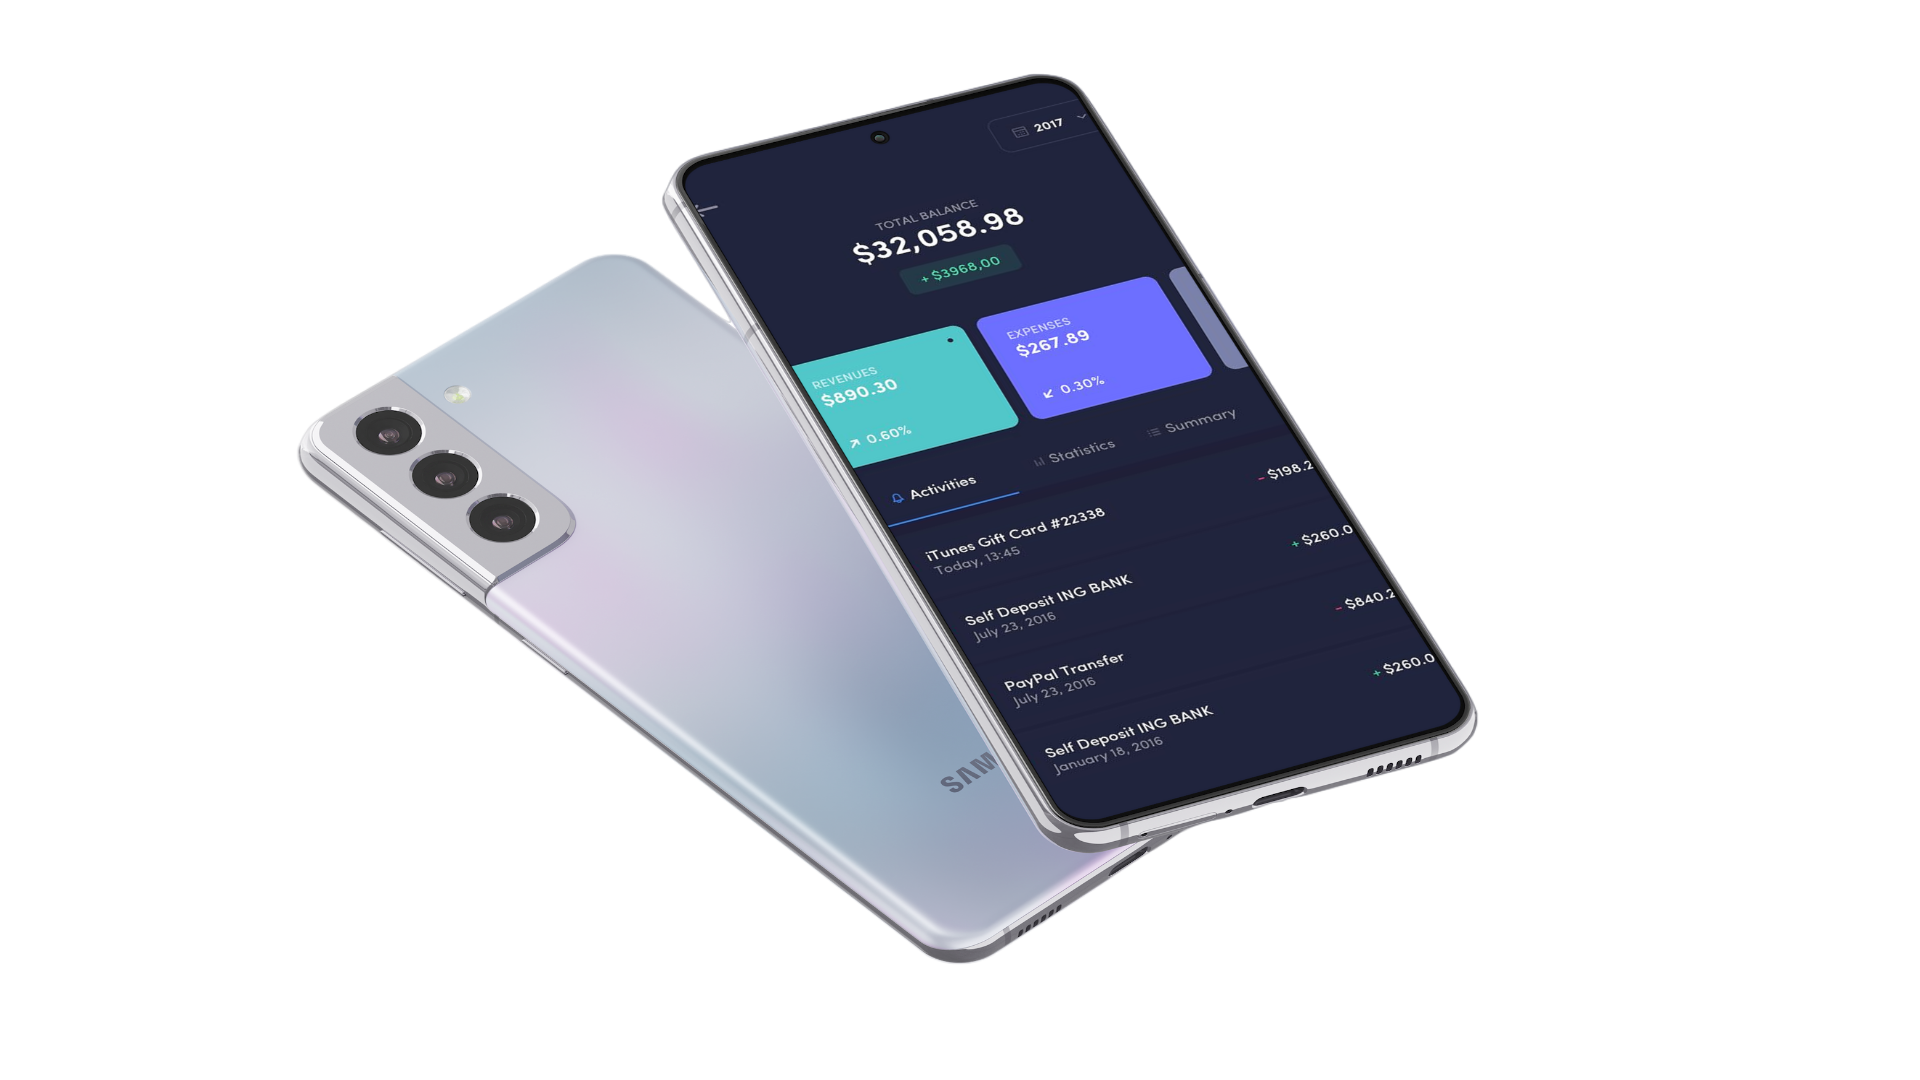 2017
TOTAL BALANCE
$32,058.98
+ $3968,00
REVENUES
$890.30
0.60%
EXPENSES
$267.89
0.30%
Activities
Statistics
Summary
iTunes Gift Card #22338
Today, 13:45
- $198.2
Self Deposit ING BANK
July 23, 2016
+ $260.0
PayPal Transfer
July 23, 2016
- $840.2
Self Deposit ING BANK
January 18, 2016
+ $260.0
SAM